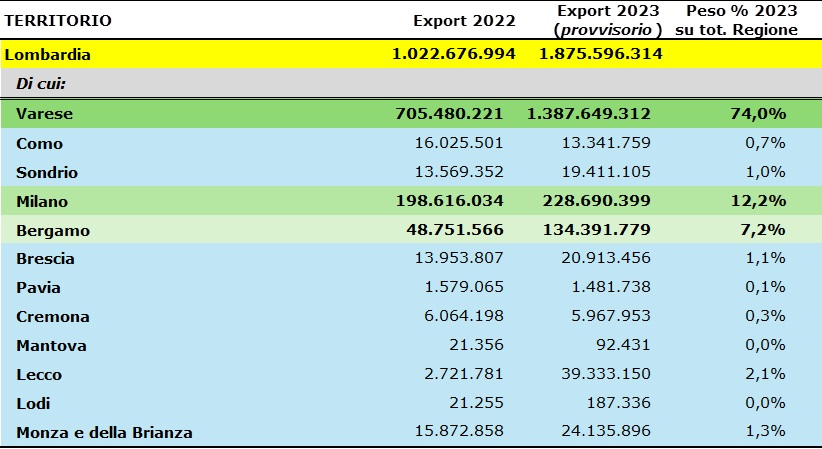 TERRITORIO Export 2022 Export 2023 (provvisorio) Peso % 2023 su tot. Regione
Lombardia 1.022.676.994 1.875.596.314
Di cui:
Varese 705.480.221 1.387.649.312 74,0%
Como 16.025.501 13.341.759 0,7%
Sondrio 13.569.352 19.411.105 1,0%
Milano 198.616.034 228.690.399 12,2%
Bergamo 48.751.566 134.391.779 7,2%
Brescia 13.953.807 20.913.456 1,1%
Pavia 1.579.065 1.481.738 0,1%
Cremona 6.064.198 5.967.953 0,3%
Mantova 21.356 92.431 0,0%
Lecco 2.721.781 39.333.150 2,1%
Lodi 21.255 187.336 0,0%
Monza e della Brianza 15.872.858 24.135.896 1,3%